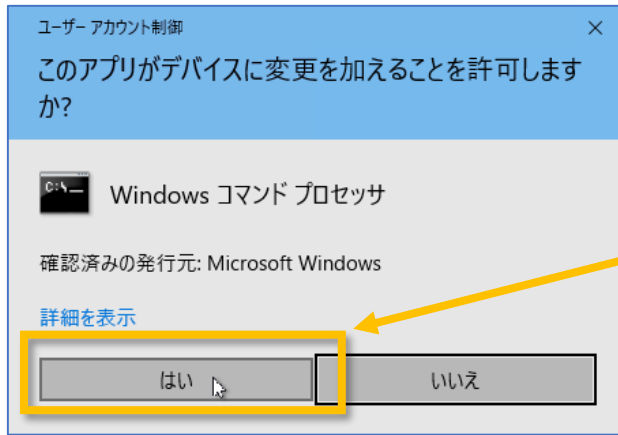 ユーザー アカウント制御
このアプリがデバイスに変更を加えることを許可します
か?
C:\
Windows コマンド プロセッサ
確認済みの発行元: Microsoft Windows
詳細を表示
はい
いいえ